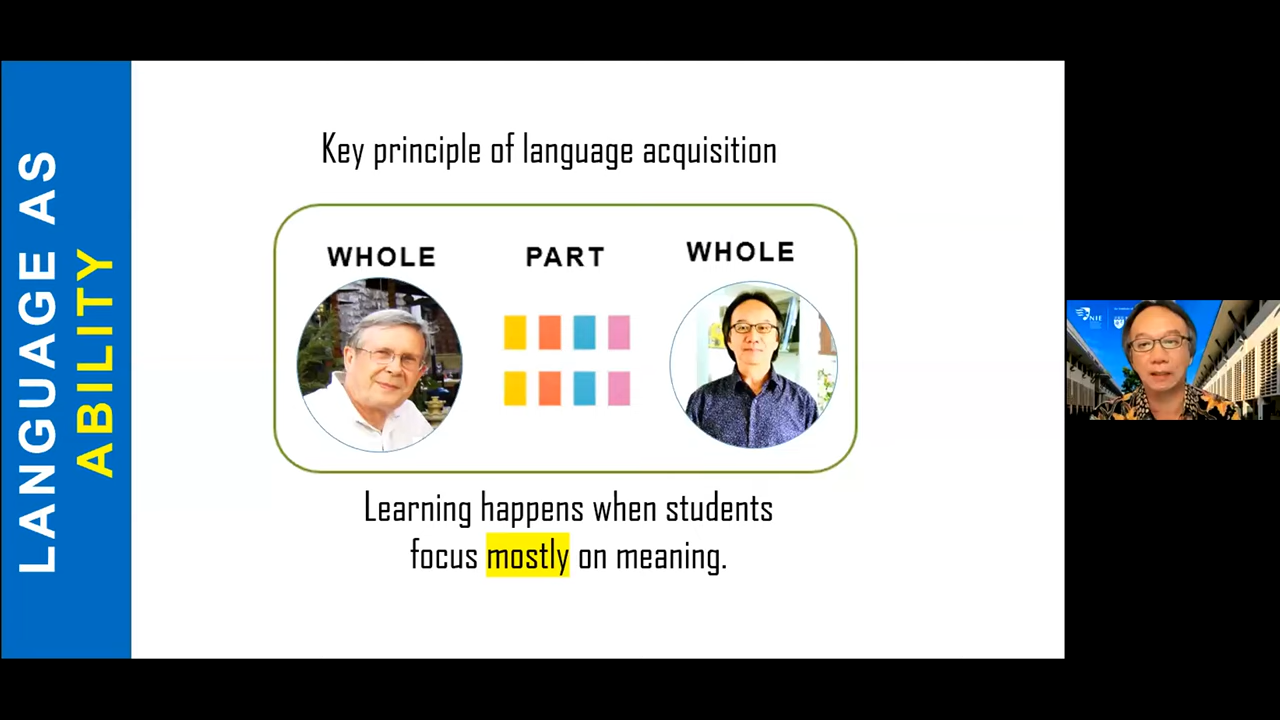 LANGUAGE AS
ABILITY
Key principle of language acquisition
WHOLE PART WHOLE
Learning happens when students
focus mostly on meaning.
NIE